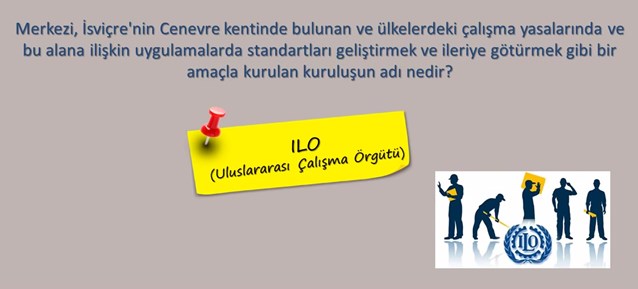 Merkezi, İsviçre'nin Cenevre kentinde bulunan ve ülkelerdeki çalışma yasalarında ve
bu alana ilişkin uygulamalarda standartları geliştirmek ve ileriye götürmek gibi bir
amaçla kurulan kuruluşun adı nedir?
ILO
(Uluslararası Çalışma Örgütü)
ILO